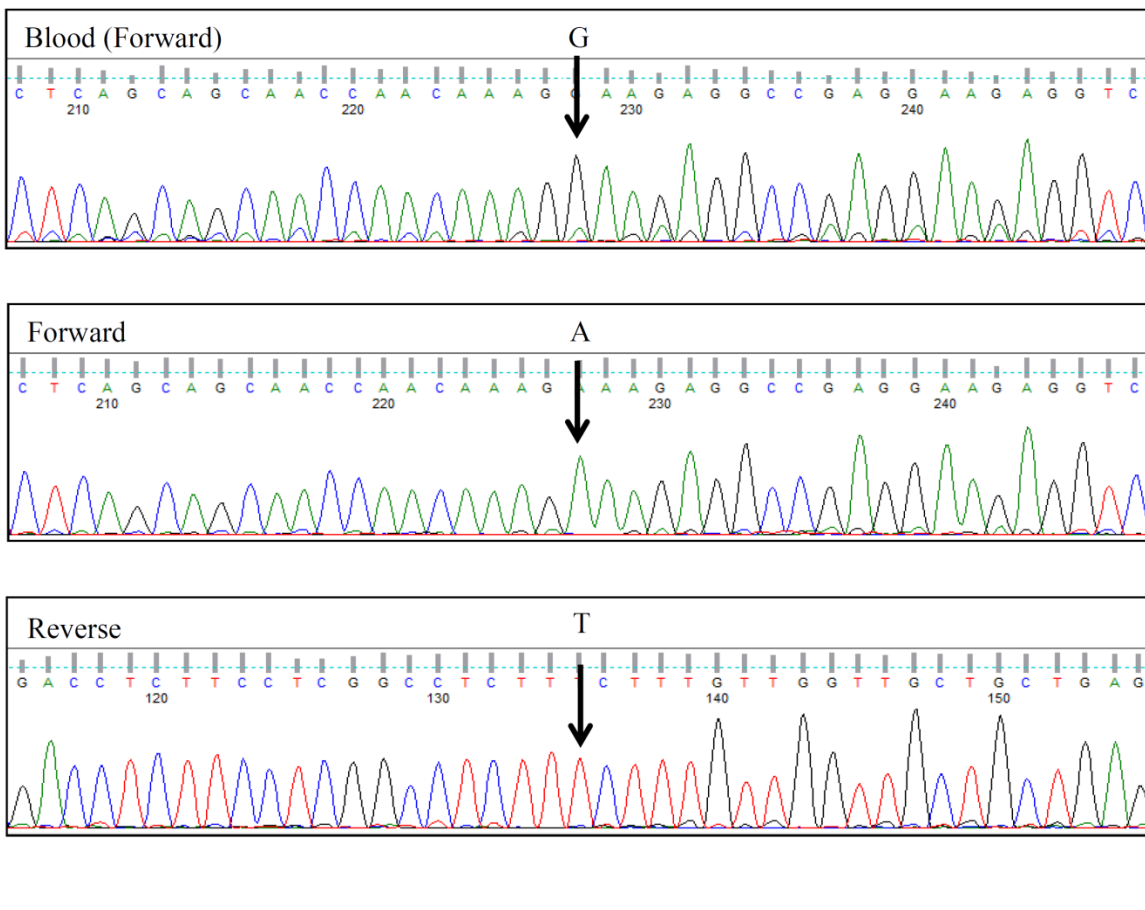 Blood (Forward)
G
C T C A G C A G C A A C C A A C A A A G G A A G A G G C C G A G G A A G A G G T C
210 220 230 240
Forward
A
C T C A G C A G C A A C C A A C A A A G A A A G A G G C C G A G G A A G A G G T C
210 220 230 240
Reverse
T
G A C C T C T T C C T C G G C C T C T T T C T T T G T T G G T T G C T G C T G A G
120 130 140 150